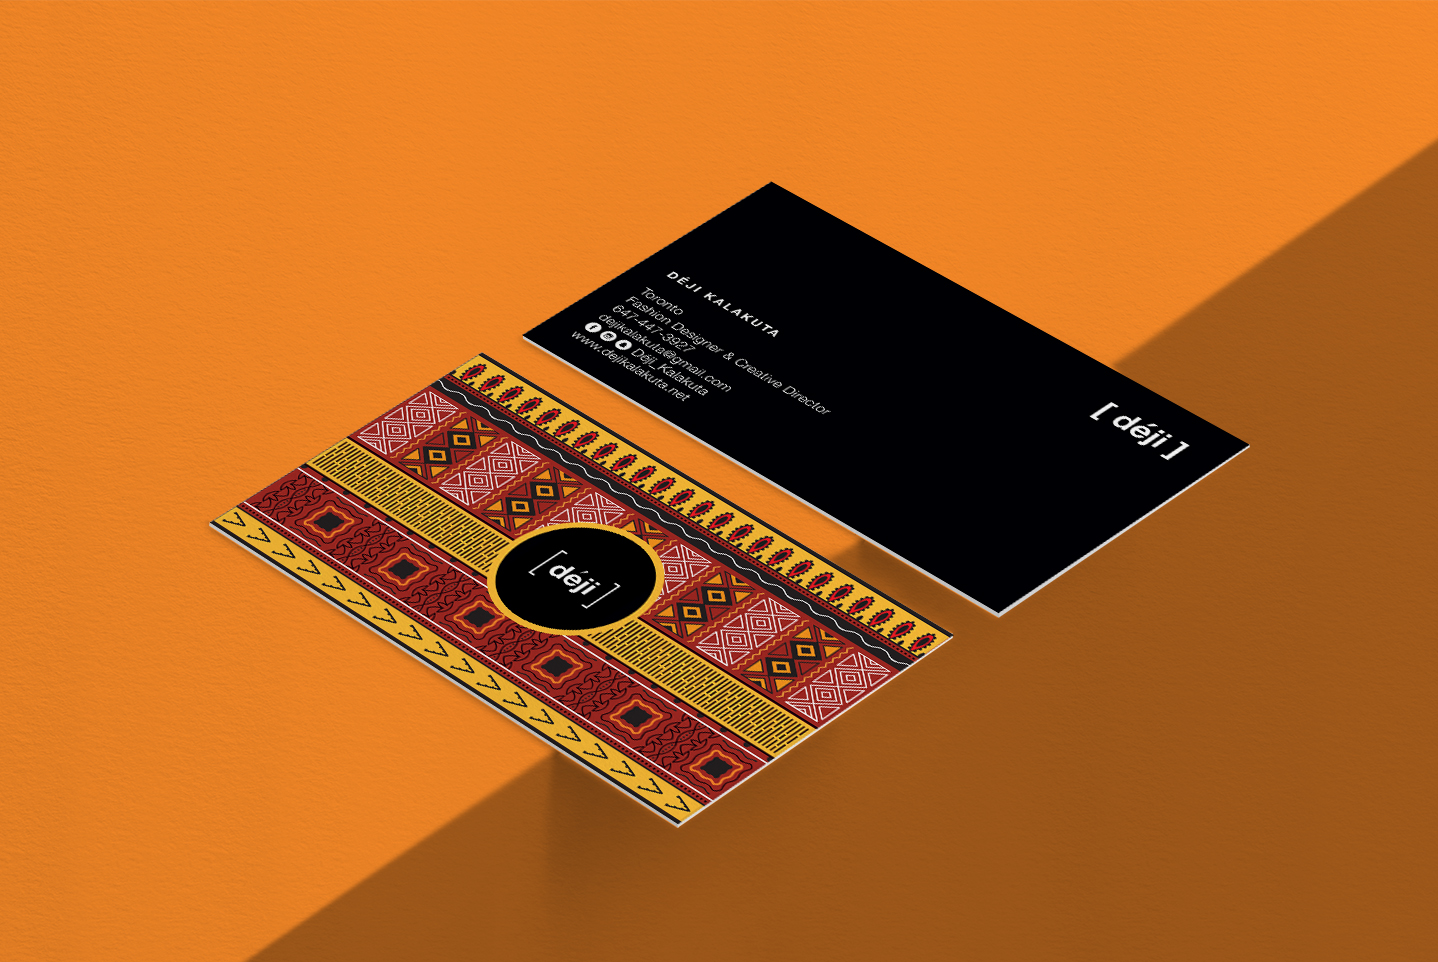 DÉJI KALAKUTA
Toronto
Fashion Designer & Creative Director
647-447-3927
dejikalakuta@gmail.com
Déji_Kalakuta
www.dejikalakuta.net
[ déji ]
[ déji ]